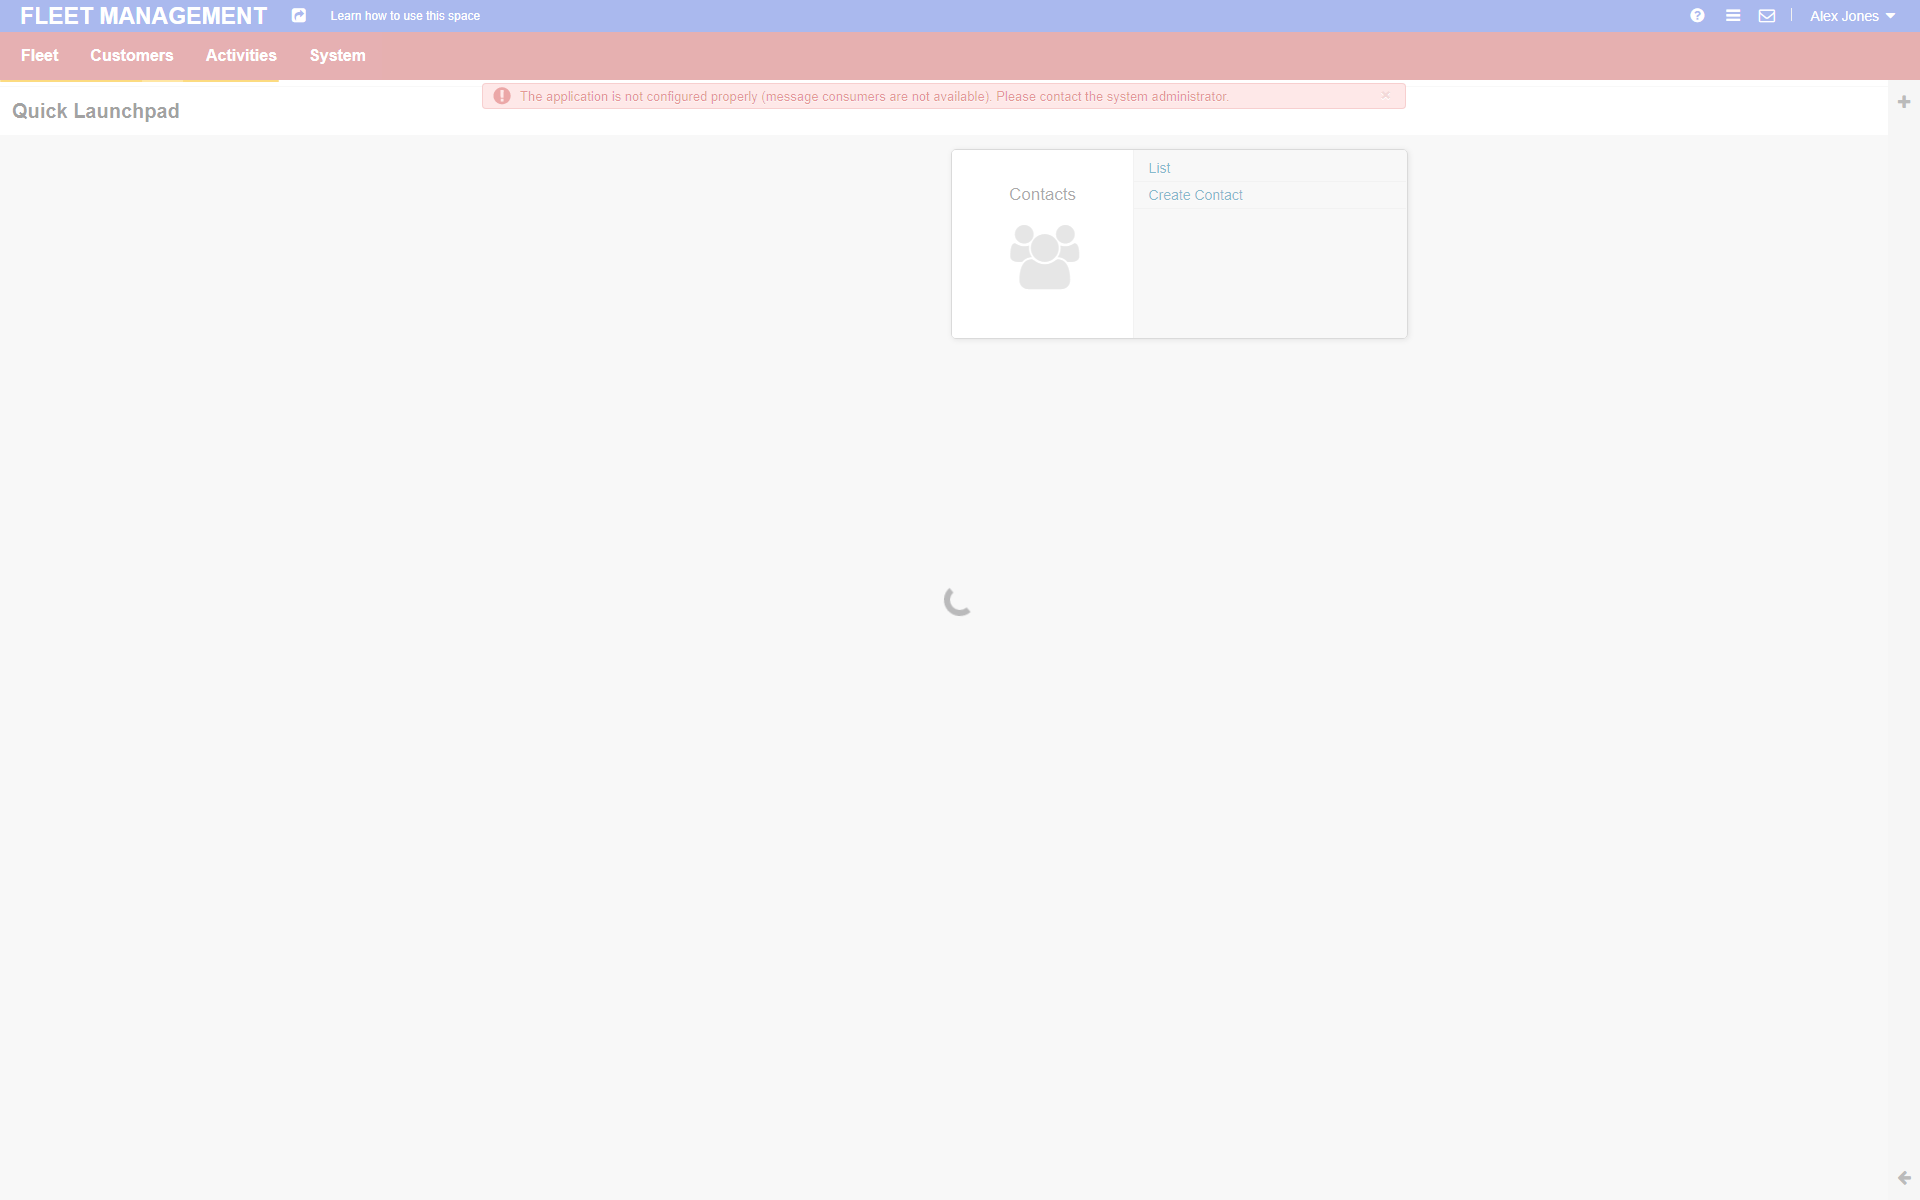 FLEET MANAGEMENT
Learn how to use this space
Alex Jones
Fleet
Customers
Activities
System
The application is not configured properly (message consumers are not available). Please contact the system administrator.
×
Quick Launchpad
Contacts
List
Create Contact